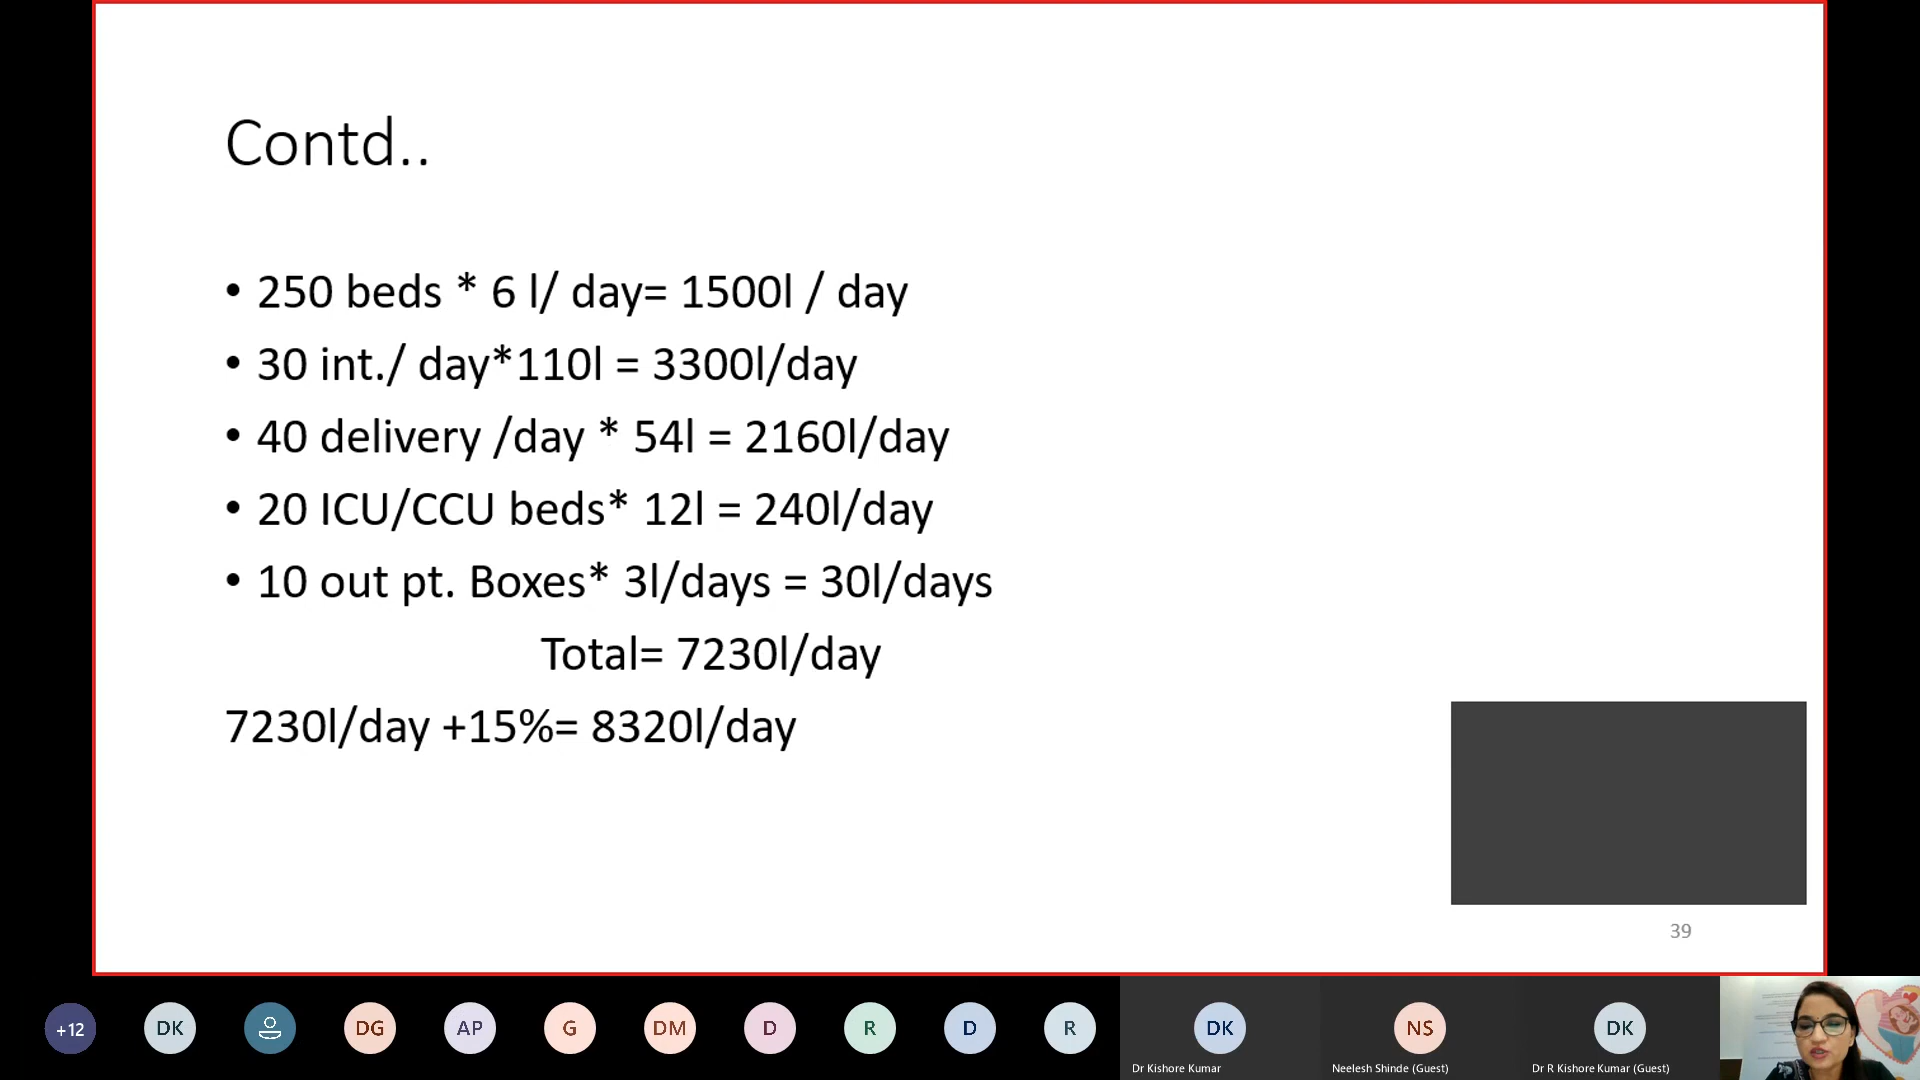 Contd..
• 250 beds * 6 l/ day= 1500l / day
• 30 int./ day*110l = 3300l/day
• 40 delivery /day * 54l = 2160l/day
• 20 ICU/CCU beds* 12l = 240l/day
• 10 out pt. Boxes* 3l/days = 30l/days
Total= 7230l/day
7230l/day +15%= 8320l/day
39
+12 DK DG AP G DM D R D R DK NS DK
Dr Kishore Kumar Neelesh Shinde (Guest) Dr R Kishore Kumar (Guest)